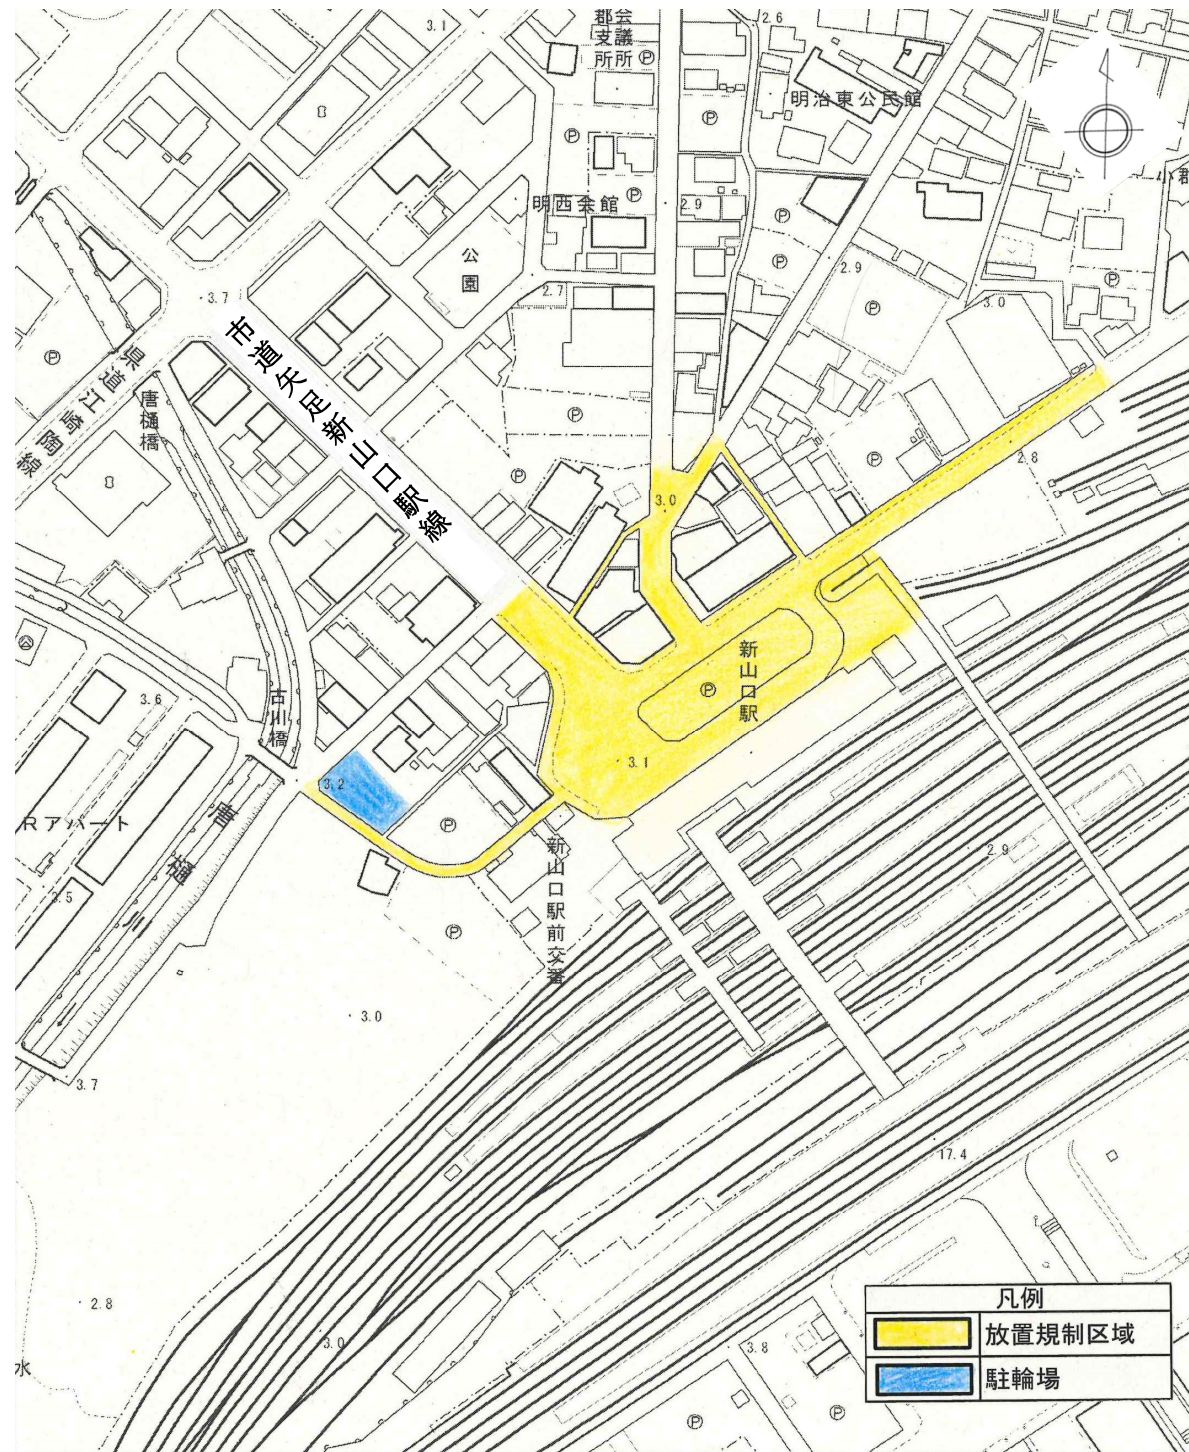 3.1
郡支所
会議所
Ⓟ
2.6
明治東公民館
Ⓟ
Ⓟ
明西会館
Ⓟ
2.9
Ⓟ
公園
Ⓟ
2.9
3.7
2.7
Ⓟ
3.0
Ⓟ
市道矢足新山口駅線
Ⓟ
県道江崎陶線
唐樋橋
Ⓟ
Ⓟ
Ⓟ
2.8
3.0
新山口駅
Ⓟ
3.6
古川橋
3.1
3.2
Rアパート
Ⓟ
2.9
新山口駅前交番
3.5
Ⓟ
3.0
3.7
17.4
2.8
3.0
水
3.8
Ⓟ
Ⓟ
凡例
放置規制区域
駐輪場